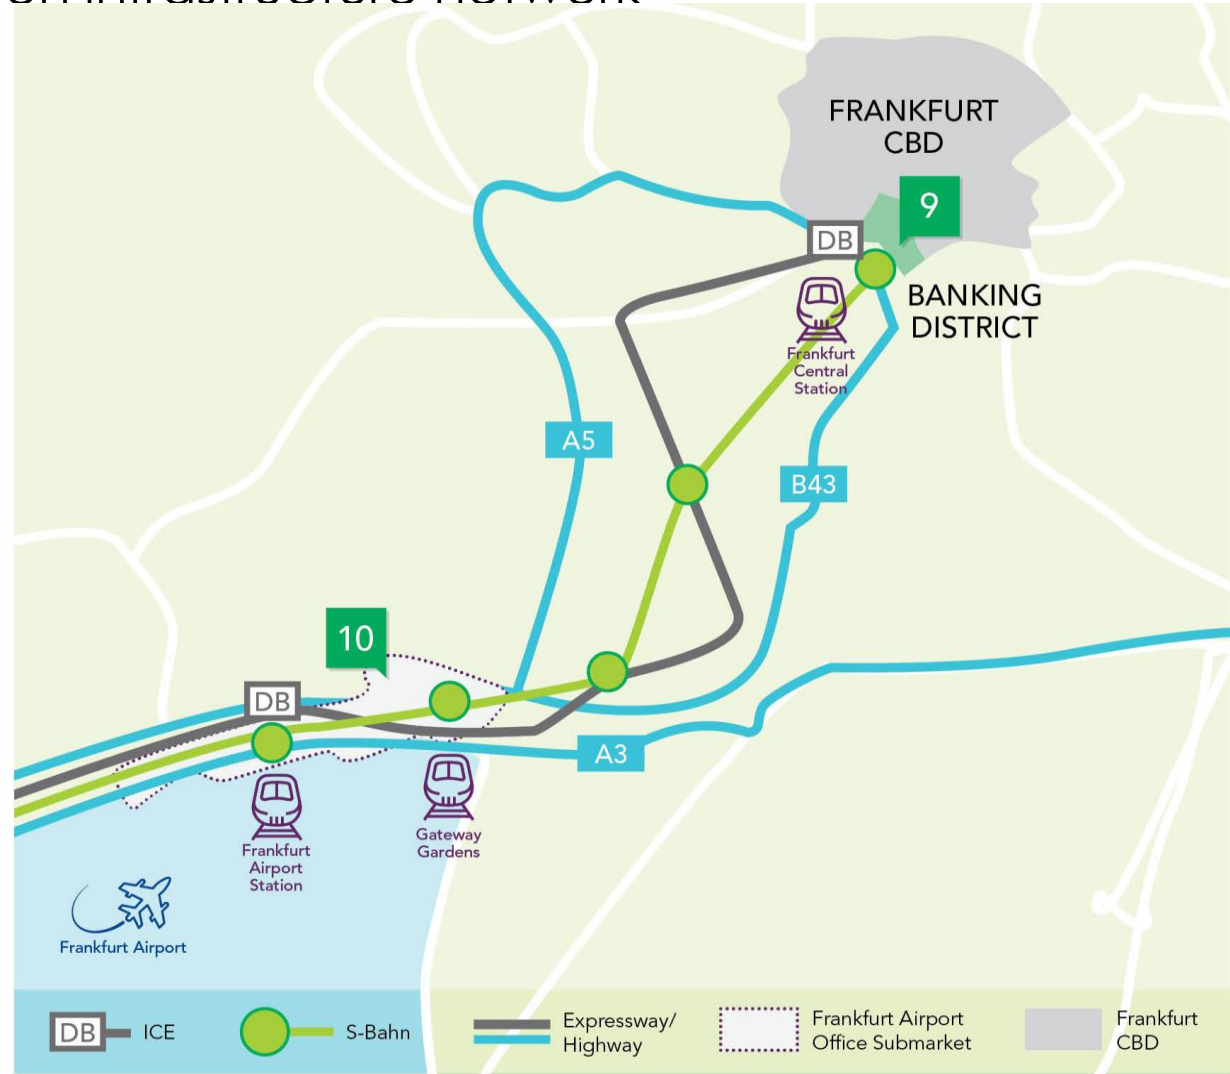 FRANKFURT
CBD
9
DB
BANKING
DISTRICT
Frankfurt
Central
Station
A5
B43
10
DB
A3
Gateway
Gardens
Frankfurt
Airport
Station
Frankfurt Airport
DB
ICE
S-Bahn
Expressway/
Highway
Frankfurt Airport
Office Submarket
Frankfurt
CBD